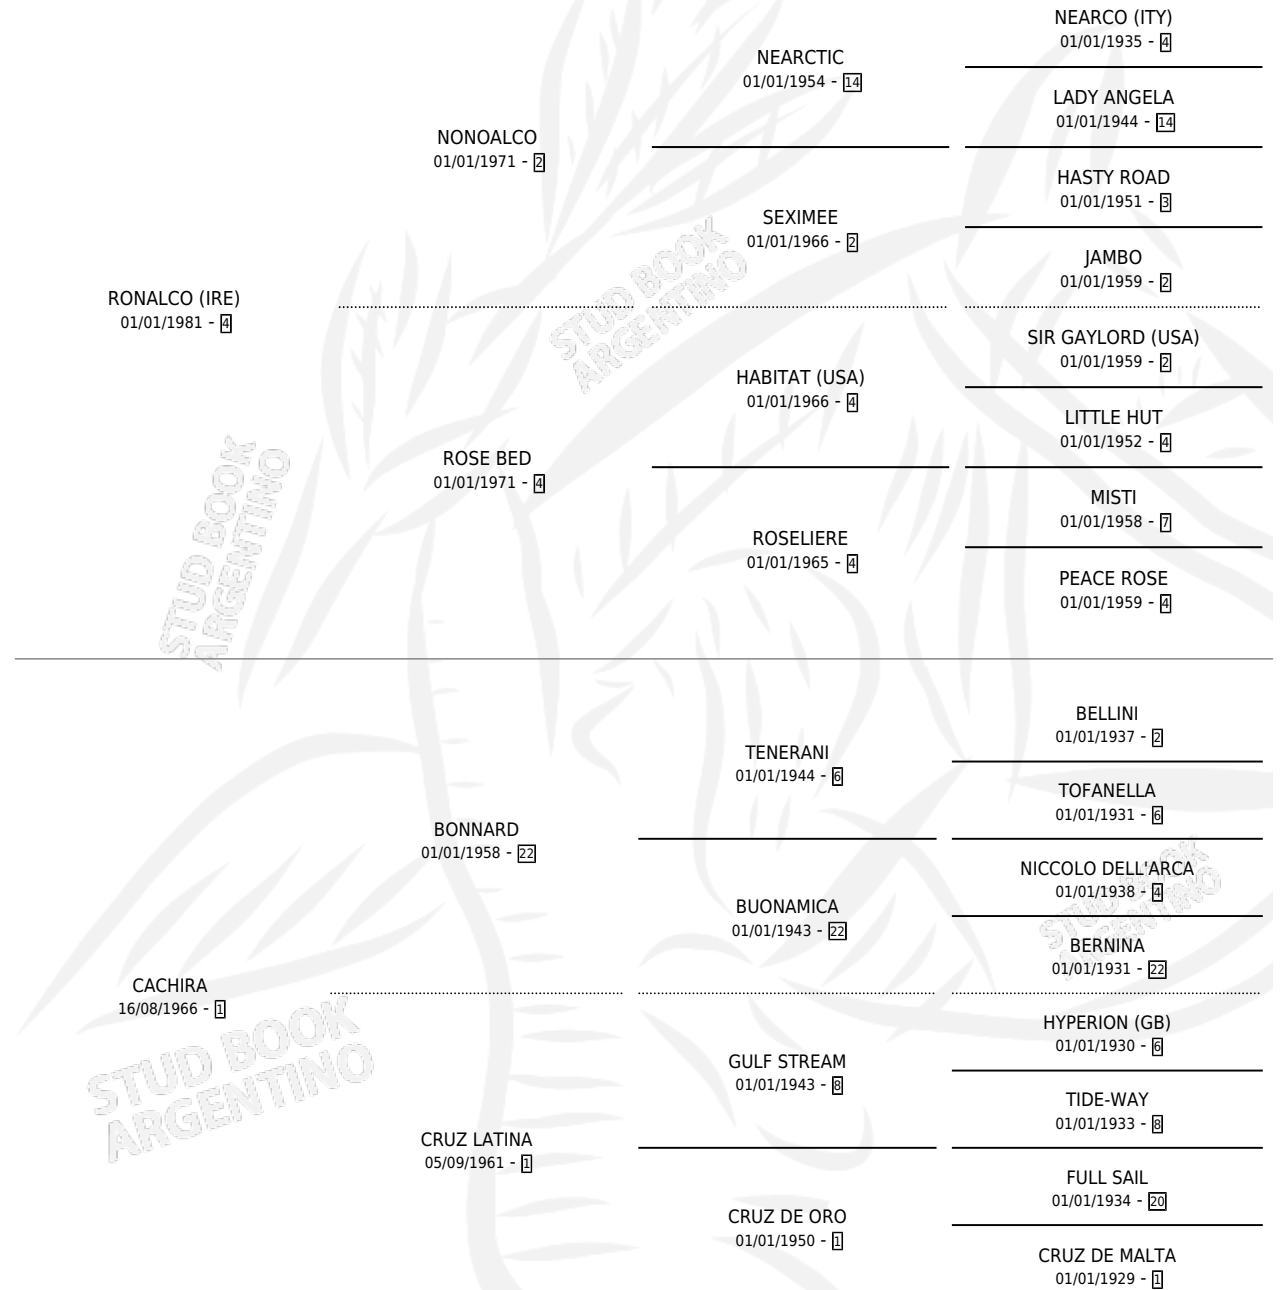 NEARCO (ITY)
01/01/1935 - 4
NEARCTIC
01/01/1954 - 14
LADY ANGELA
01/01/1944 - 14
NONOALCO
01/01/1971 - 2
HASTY ROAD
01/01/1951 - 3
SEXIMEE
01/01/1966 - 2
JAMBO
01/01/1959 - 2
RONALCO (IRE)
01/01/1981 - 4
SIR GAYLORD (USA)
01/01/1959 - 2
HABITAT (USA)
01/01/1966 - 4
LITTLE HUT
01/01/1952 - 4
ROSE BED
01/01/1971 - 4
MISTI
01/01/1958 - 7
ROSELIERE
01/01/1965 - 4
PEACE ROSE
01/01/1959 - 4
STUD BOOK
ARGENTINO
STUD BOOK
ARGENTINO
BELLINI
01/01/1937 - 2
TENERANI
01/01/1944 - 6
TOFANELLA
01/01/1931 - 6
BONNARD
01/01/1958 - 22
NICCOLO DELL'ARCA
01/01/1938 - 4
BUONAMICA
01/01/1943 - 22
BERNINA
01/01/1931 - 22
STUD BOOK
ARGENTINO
CACHIRA
16/08/1966 - 1
HYPERION (GB)
01/01/1930 - 6
GULF STREAM
01/01/1943 - 8
TIDE-WAY
01/01/1933 - 8
STUD BOOK
ARGENTINO
CRUZ LATINA
05/09/1961 - 1
FULL SAIL
01/01/1934 - 20
CRUZ DE ORO
01/01/1950 - 1
CRUZ DE MALTA
01/01/1929 - 1